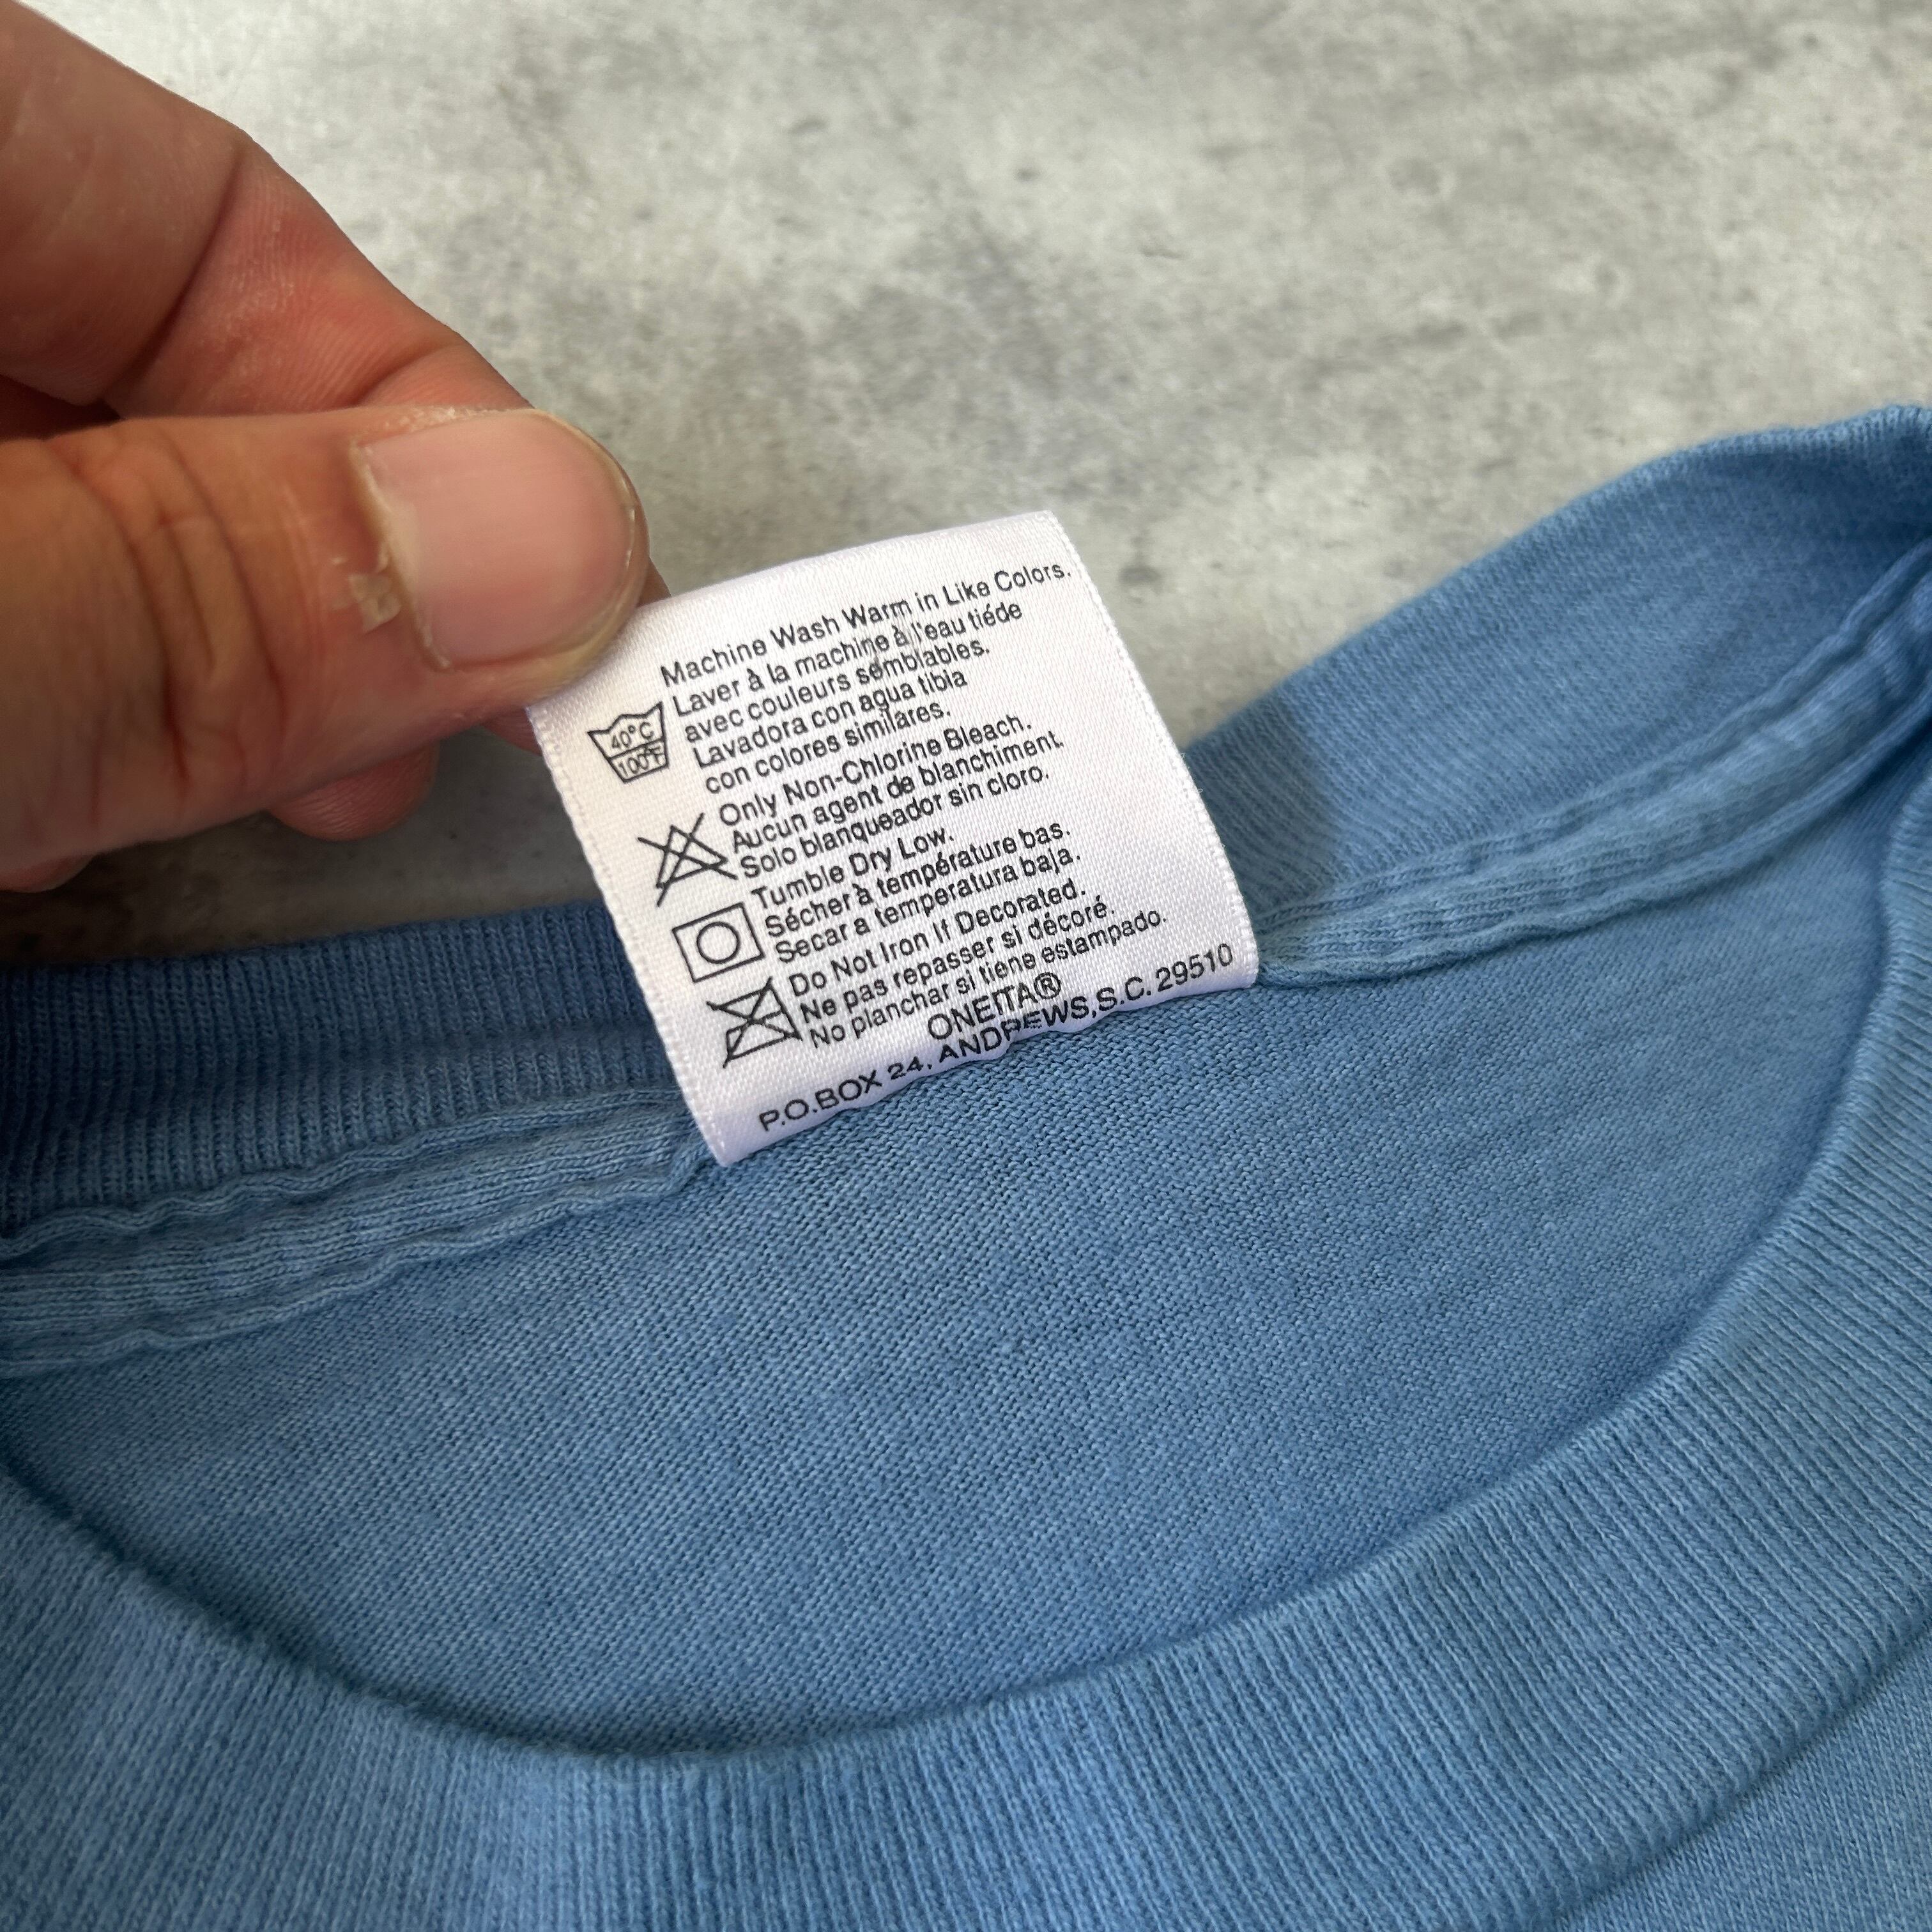 Machine Wash Warm in Like Colors.
Laver à la machine à l'eau tiéde
avec couleurs semblables.
Lavadora con agua tibia
con colores similares.
40°C
100°F
Only Non-Chlorine Bleach.
Aucun agent de blanchiment.
Solo blanqueador sin cloro.
Tumble Dry Low.
Sécher à température bas.
Secar a temperatura baja.
Do Not Iron If Decorated.
Ne pas repasser si décoré.
No planchar si tiene estampado.
ONEITA®
P.O.BOX 24, ANDREWS,S.C. 29510